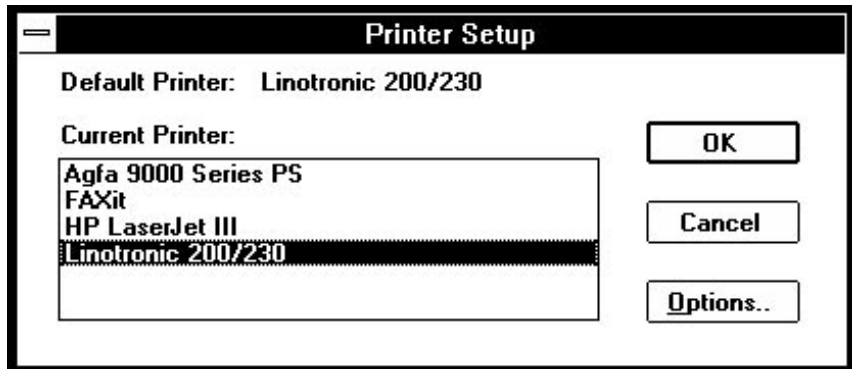 Printer Setup
Default Printer: Linotronic 200/230
Current Printer:
Agfa 9000 Series PS
FAXit
HP LaserJet III
Linotronic 200/230
OK
Cancel
Options..